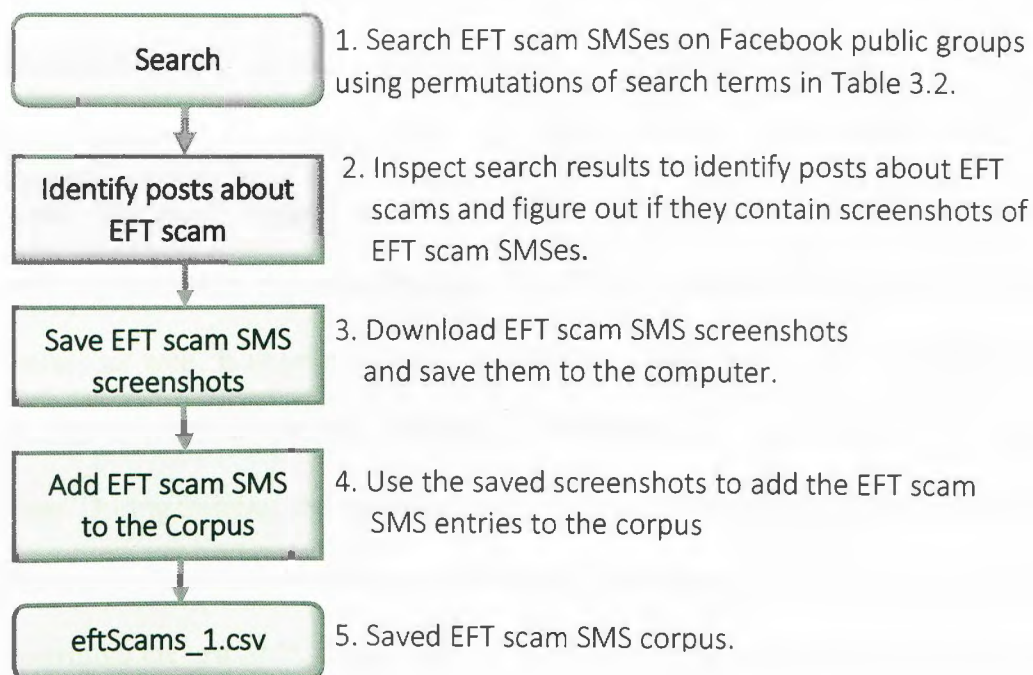 Search
1. Search EFT scam SMSes on Facebook public groups
using permutations of search terms in Table 3.2.
Identify posts about
EFT scam
2. Inspect search results to identify posts about EFT
scams and figure out if they contain screenshots of
EFT scam SMSes.
Save EFT scam SMS
screenshots
3. Download EFT scam SMS screenshots
and save them to the computer.
Add EFT scam SMS
to the Corpus
4. Use the saved screenshots to add the EFT scam
SMS entries to the corpus
eftScams_1.csv
5. Saved EFT scam SMS corpus.